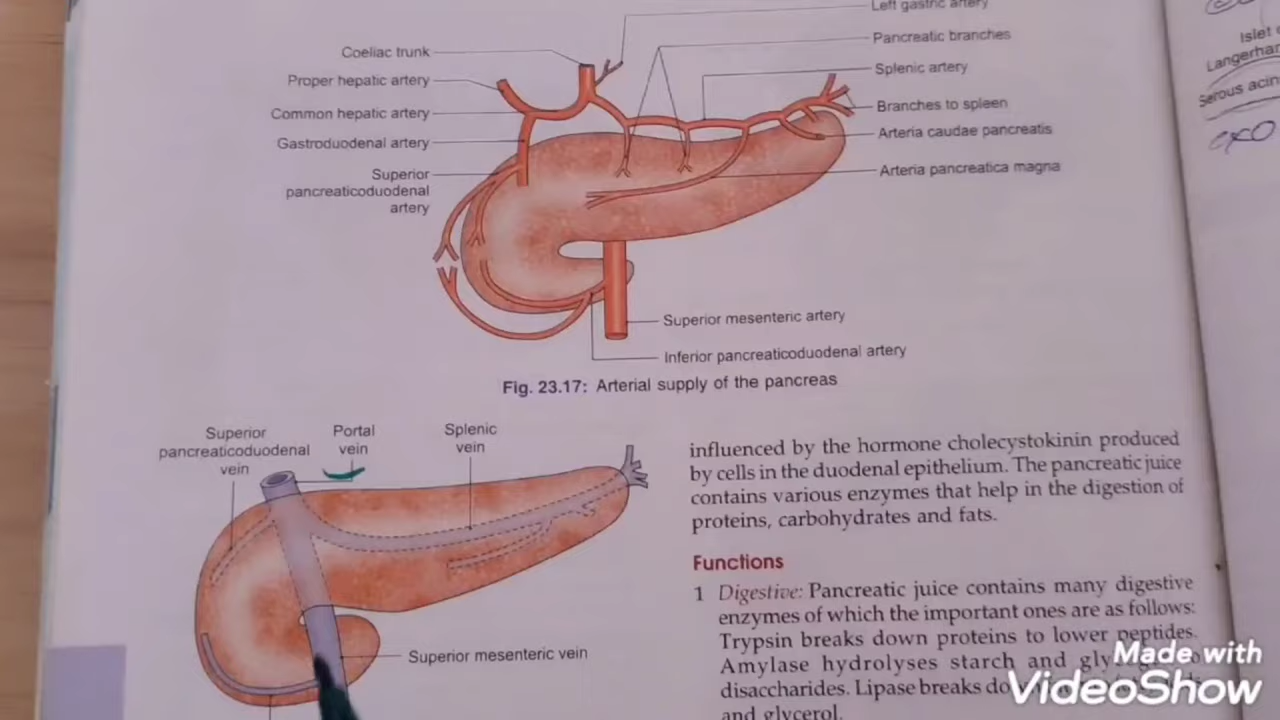 Left gastric artery
Coeliac trunk
Pancreatic branches
Proper hepatic artery
Splenic artery
Common hepatic artery
Branches to spleen
Gastroduodenal artery
Arteria caudae pancreatis
Superior
pancreaticoduodenal
artery
Arteria pancreatica magna
Superior mesenteric artery
Inferior pancreaticoduodenal artery
Fig. 23.17: Arterial supply of the pancreas
Superior
pancreaticoduodenal
vein
Portal
vein
Splenic
vein
Superior mesenteric vein
influenced by the hormone cholecystokinin produced
by cells in the duodenal epithelium. The pancreatic juice
contains various enzymes that help in the digestion of
proteins, carbohydrates and fats.
Functions
1 Digestive: Pancreatic juice contains many digestive
enzymes of which the important ones are as follows:
Trypsin breaks down proteins to lower peptides.
Amylase hydrolyses starch and
disaccharides. Lipase breaks
and glycerol.
Islet
Serous
exo
Made with
VideoShow